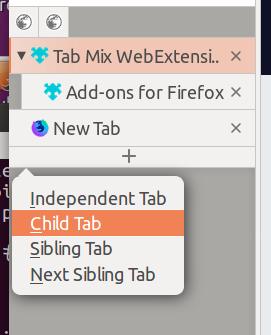 Tab Mix WebExtensi..
Add-ons for Firefox
New Tab
Independent Tab
Child Tab
Sibling Tab
Next Sibling Tab